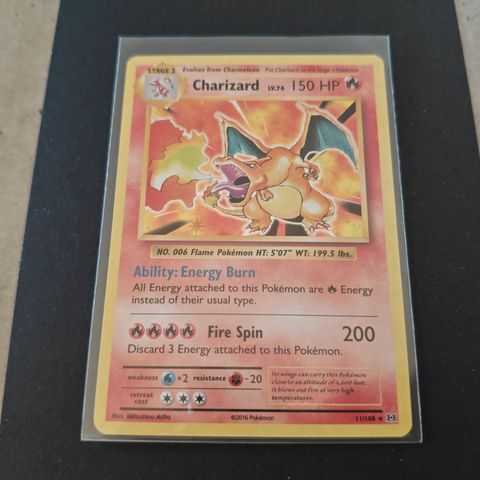 STAGE 2 Evolves from Charmeleon Put Charizard on the Stage 1 Pokémon
Charizard LV.76 150 HP
NO. 006 Flame Pokémon HT: 5'07" WT: 199.5 lbs.
Ability: Energy Burn
All Energy attached to this Pokémon are Energy
instead of their usual type.
Fire Spin 200
Discard 3 Energy attached to this Pokémon.
weakness ×2 resistance -20
retreat
cost
Its wings can carry this Pokémon
close to an altitude of 4,600 feet.
It blows out fire at very high
temperatures.
Illus. Mitsuhiro Arita ©2016 Pokémon 11/108